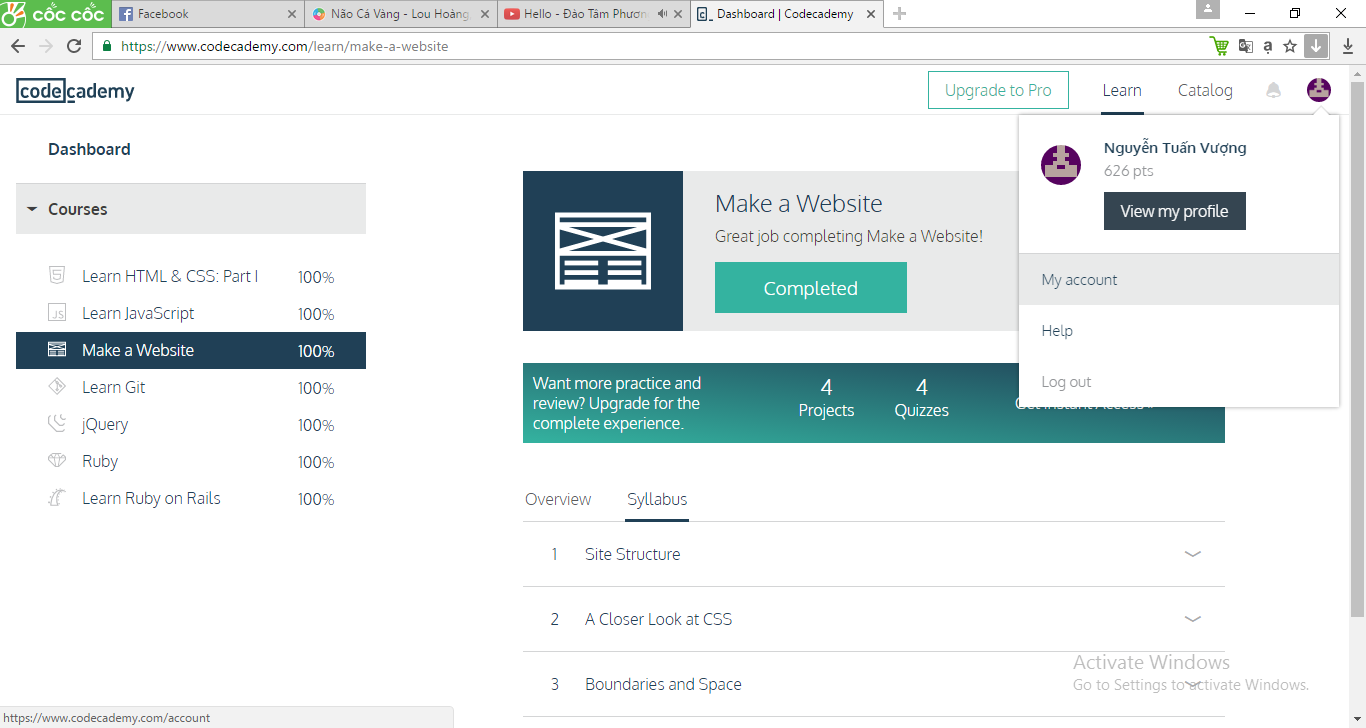 cốc cốc
Facebook
Não Cá Vàng - Lou Hoàng,
Hello - Đào Tâm Phươn
Dashboard | Codecademy
https://www.codecademy.com/learn/make-a-website
codecademy
Upgrade to Pro
Learn
Catalog
Nguyễn Tuấn Vượng
626 pts
View my profile
My account
Help
Log out
Dashboard
Courses
Learn HTML & CSS: Part I 100%
JS Learn JavaScript 100%
Make a Website 100%
Learn Git 100%
jQuery 100%
Ruby 100%
Learn Ruby on Rails 100%
Make a Website
Great job completing Make a Website!
Completed
Want more practice and
review? Upgrade for the
complete experience.
4
Projects
4
Quizzes
Get Instant Access
Overview
Syllabus
1 Site Structure
2 A Closer Look at CSS
3 Boundaries and Space
Activate Windows
Go to Settings to activate Windows.
https://www.codecademy.com/account